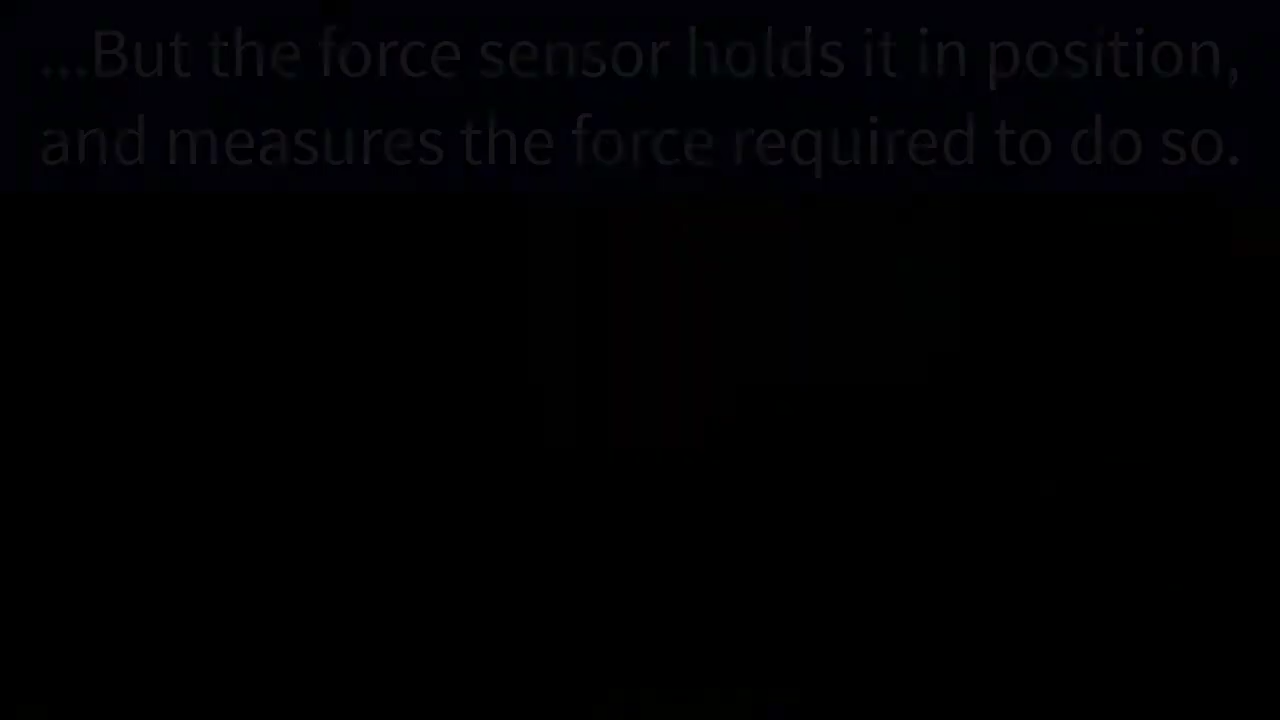 ...But the force sensor holds it in position,
and measures the force required to do so.